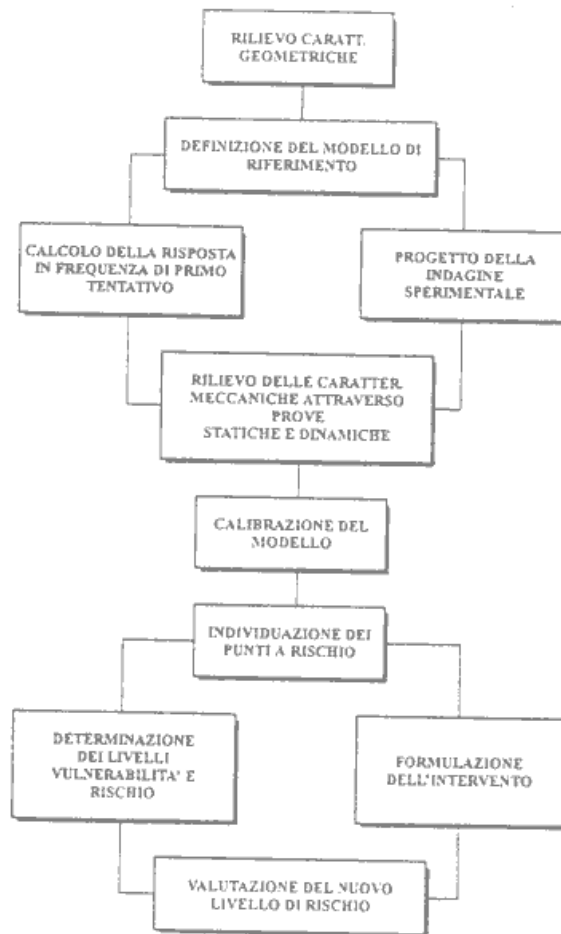 RILIEVO CARATT.
GEOMETRICHE
DEFINIZIONE DEL MODELLO DI
RIFERIMENTO
CALCOLO DELLA RISPOSTA
IN FREQUENZA DI PRIMO
TENTATIVO
PROGETTO DELLA
INDAGINE
SPERIMENTALE
RILIEVO DELLE CARATTER.
MECCANICHE ATTRAVERSO
PROVE
STATICHE E DINAMICHE
CALIBRAZIONE DEL
MODELLO
INDIVIDUAZIONE DEI
PUNTI A RISCHIO
DETERMINAZIONE
DEI LIVELLI
VULNERABILITA' E
RISCHIO
FORMULAZIONE
DELL'INTERVENTO
VALUTAZIONE DEL NUOVO
LIVELLO DI RISCHIO